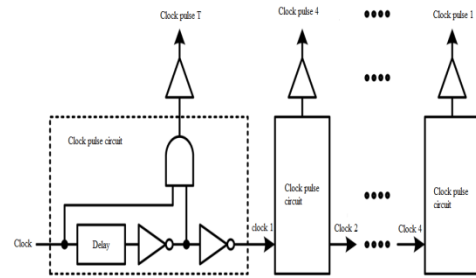 Clock pulse T
Clock pulse 4
Clock pulse 1
Clock pulse circuit
Clock pulse
circuit
Clock pulse
circuit
Clock
Delay
clock 1
Clock 2
Clock 4